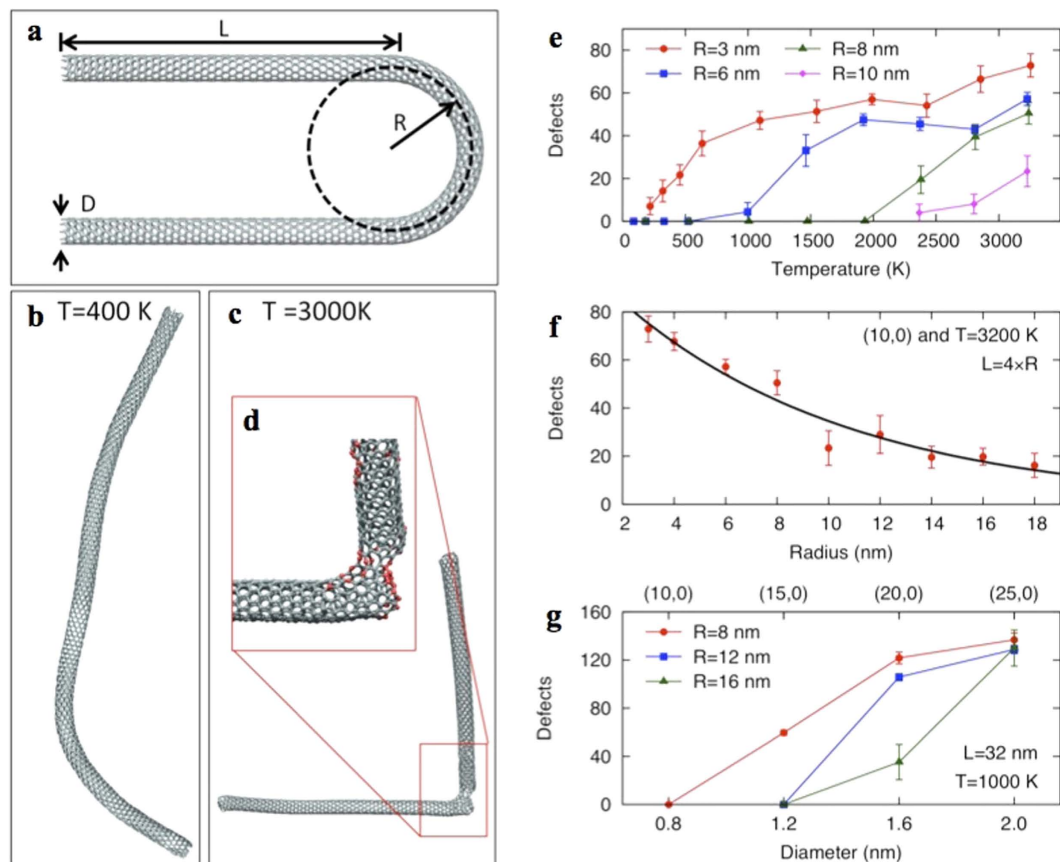 a
L
R
D
b T=400 K
c T =3000K
d
e
R=3 nm R=8 nm
R=6 nm R=10 nm
80
60
40
20
0
Defects
0 500 1000 1500 2000 2500 3000
Temperature (K)
f
(10,0) and T=3200 K
L=4×R
80
60
40
20
0
Defects
2 4 6 8 10 12 14 16 18
Radius (nm)
(10,0) (15,0) (20,0) (25,0)
g
R=8 nm
R=12 nm
R=16 nm
160
120
80
40
0
Defects
L=32 nm
T=1000 K
0.8 1.2 1.6 2.0
Diameter (nm)